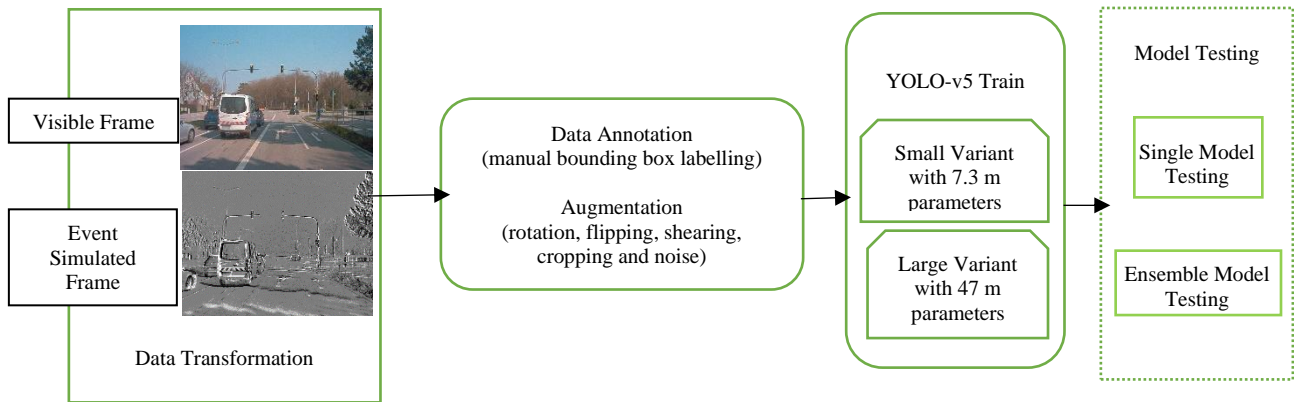 Visible Frame
Event
Simulated
Frame
Data Transformation
Data Annotation
(manual bounding box labelling)
Augmentation
(rotation, flipping, shearing,
cropping and noise)
YOLO-v5 Train
Small Variant
with 7.3 m
parameters
Large Variant
with 47 m
parameters
Model Testing
Single Model
Testing
Ensemble Model
Testing